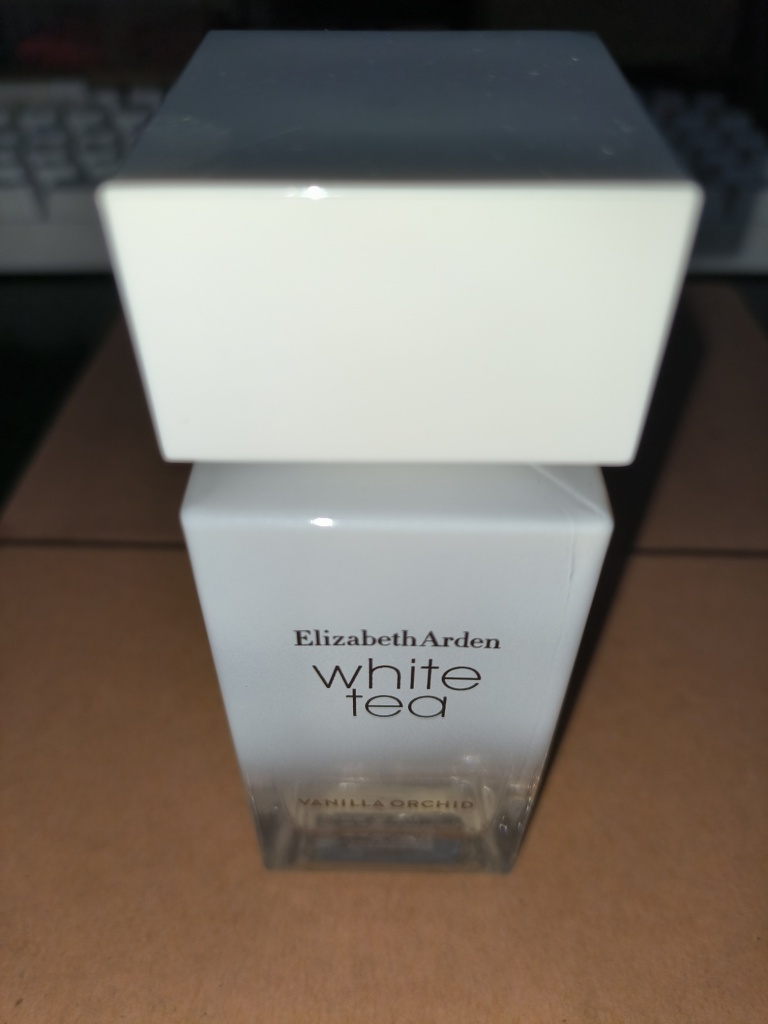 ElizabethArden
white
tea
VANILLA ORCHID